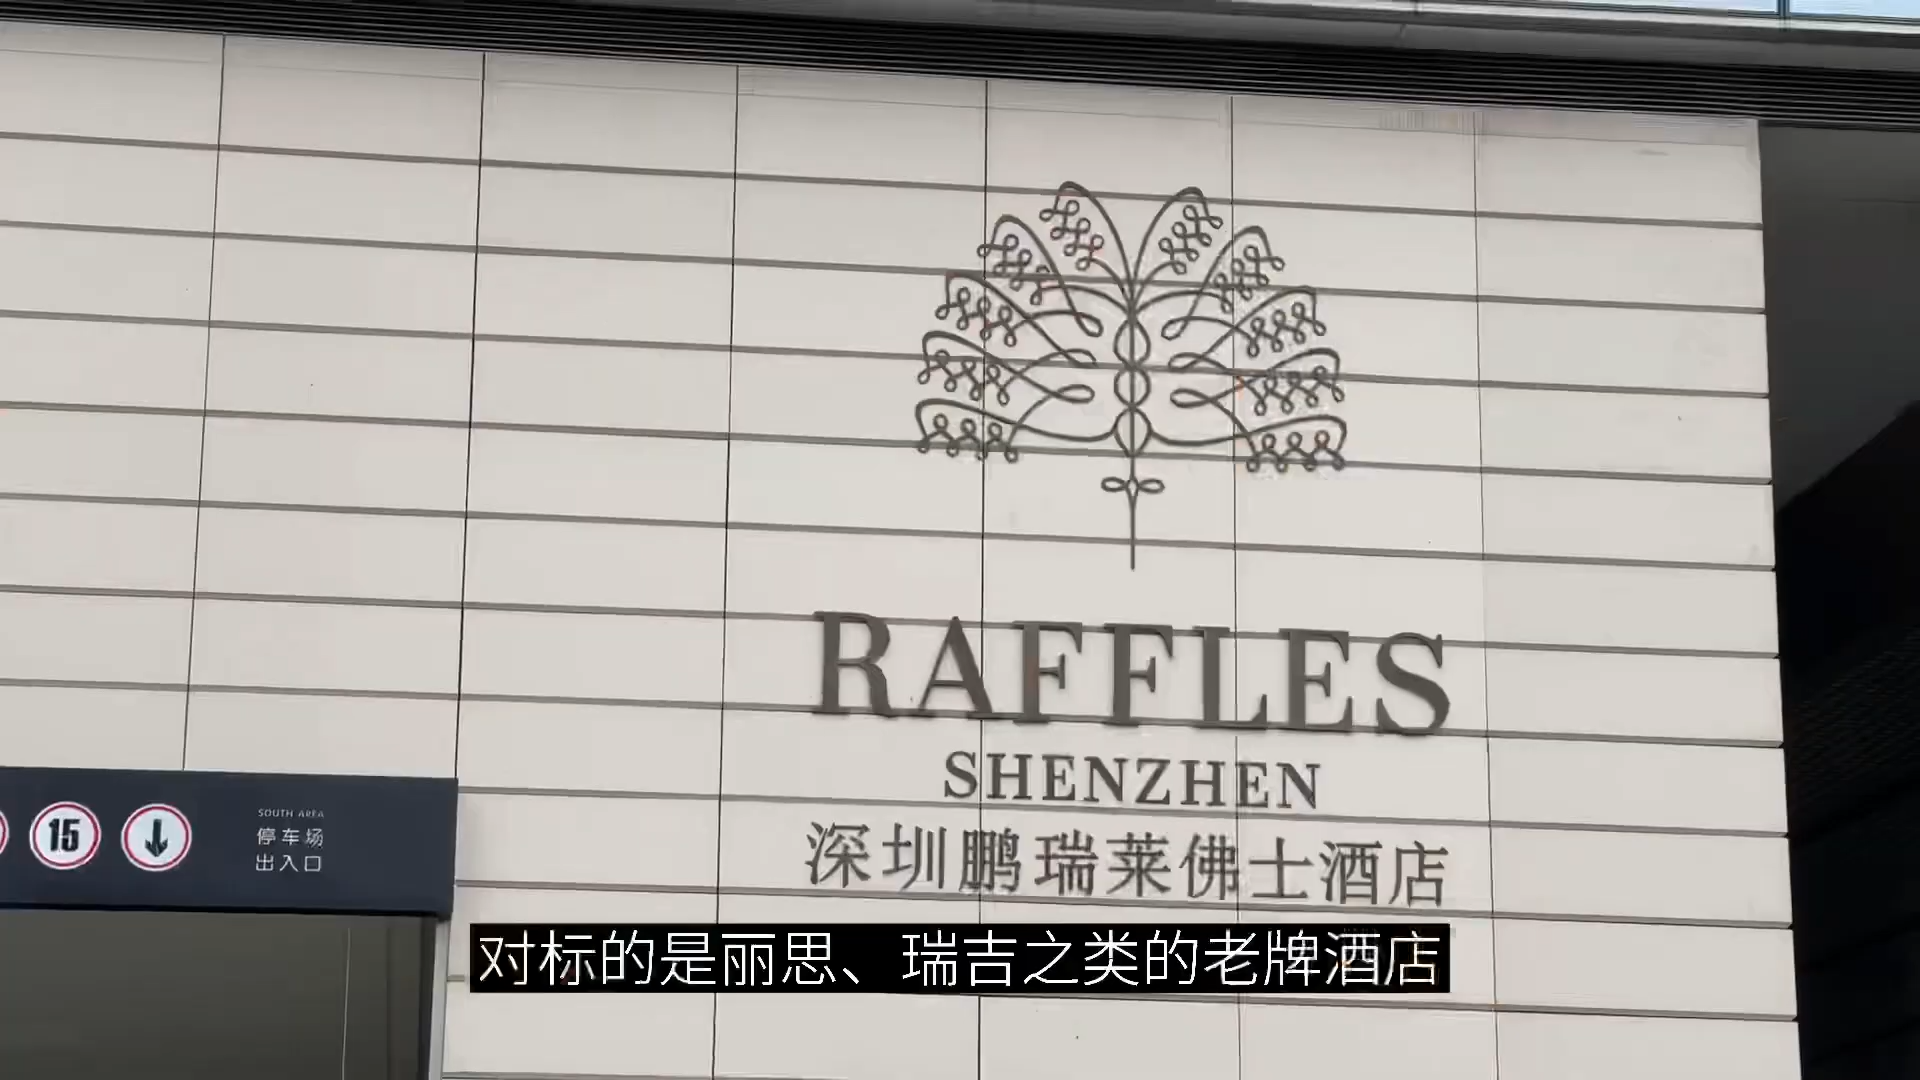 RAFFLES
SHENZHEN
深圳鹏瑞莱佛士酒店
15
SOUTH AREA
停车场
出入口
对标的是丽思、瑞吉之类的老牌酒店